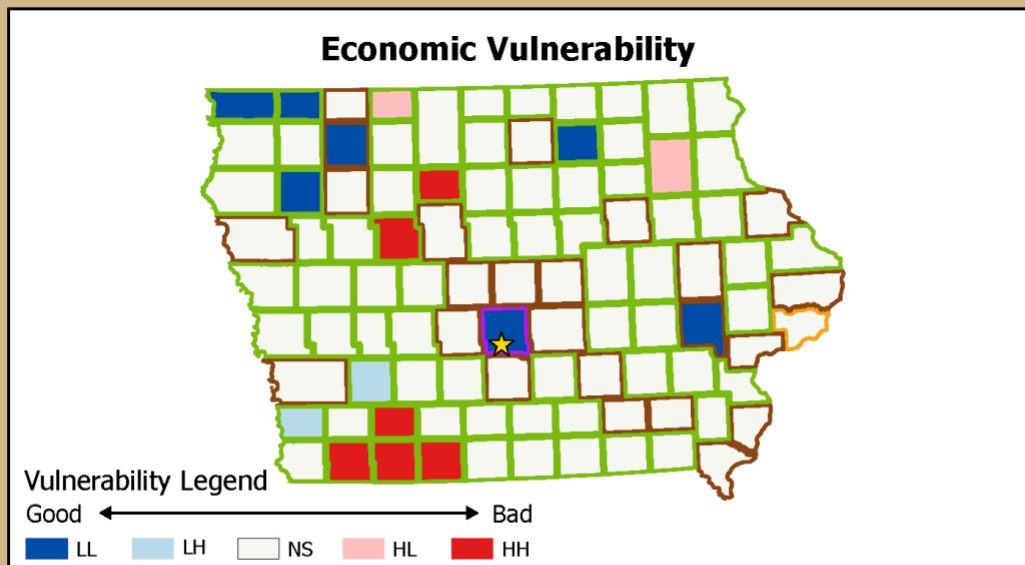 Economic Vulnerability
Vulnerability Legend
Good Bad
LL LH NS HL HH